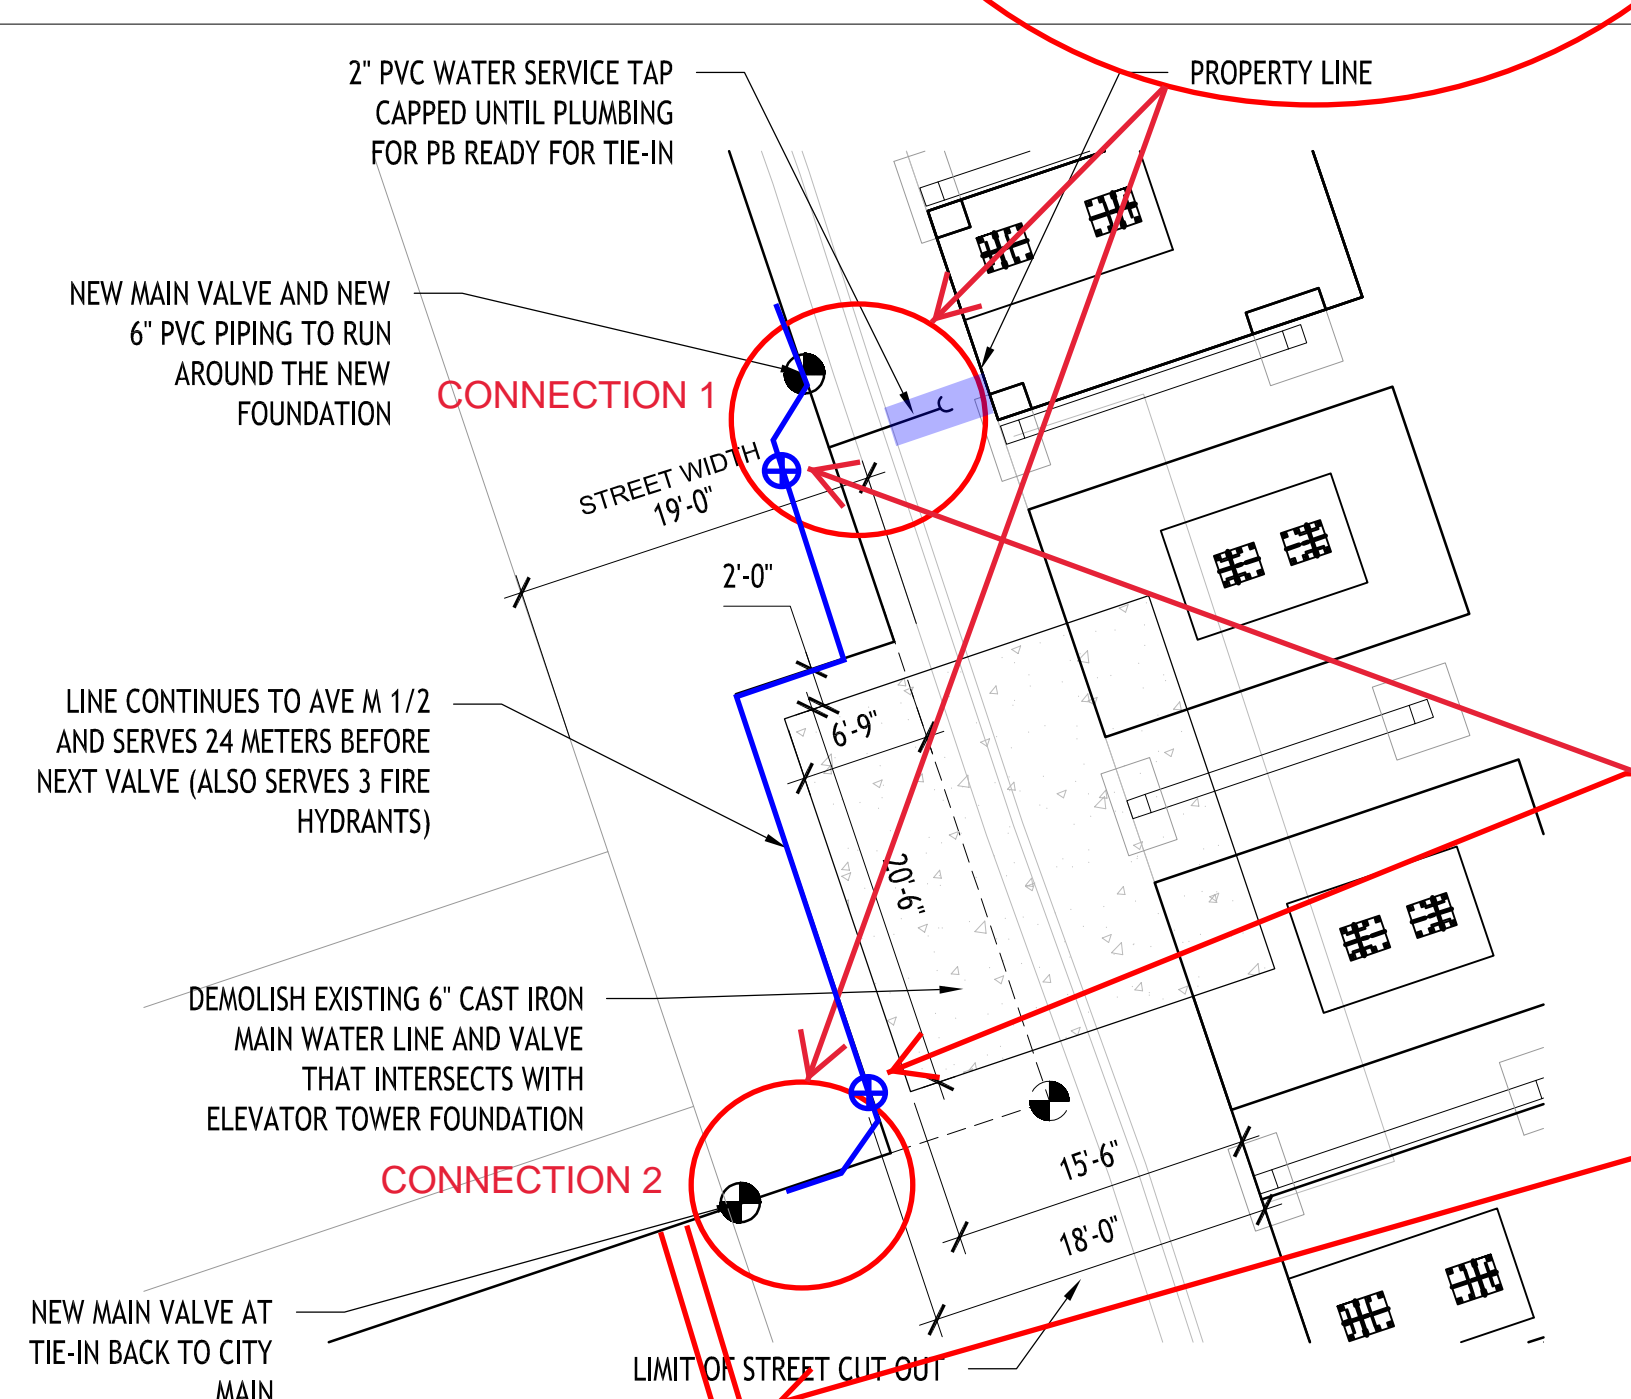 2" PVC WATER SERVICE TAP
CAPPED UNTIL PLUMBING
FOR PB READY FOR TIE-IN
PROPERTY LINE
NEW MAIN VALVE AND NEW
6" PVC PIPING TO RUN
AROUND THE NEW
FOUNDATION
CONNECTION 1
STREET WIDTH
19'-0"
2'-0"
LINE CONTINUES TO AVE M 1/2
AND SERVES 24 METERS BEFORE
NEXT VALVE (ALSO SERVES 3 FIRE
HYDRANTS)
6'-9"
20'-6"
DEMOLISH EXISTING 6" CAST IRON
MAIN WATER LINE AND VALVE
THAT INTERSECTS WITH
ELEVATOR TOWER FOUNDATION
CONNECTION 2
15'-6"
18'-0"
NEW MAIN VALVE AT
TIE-IN BACK TO CITY
MAIN
LIMIT OF STREET CUT OUT